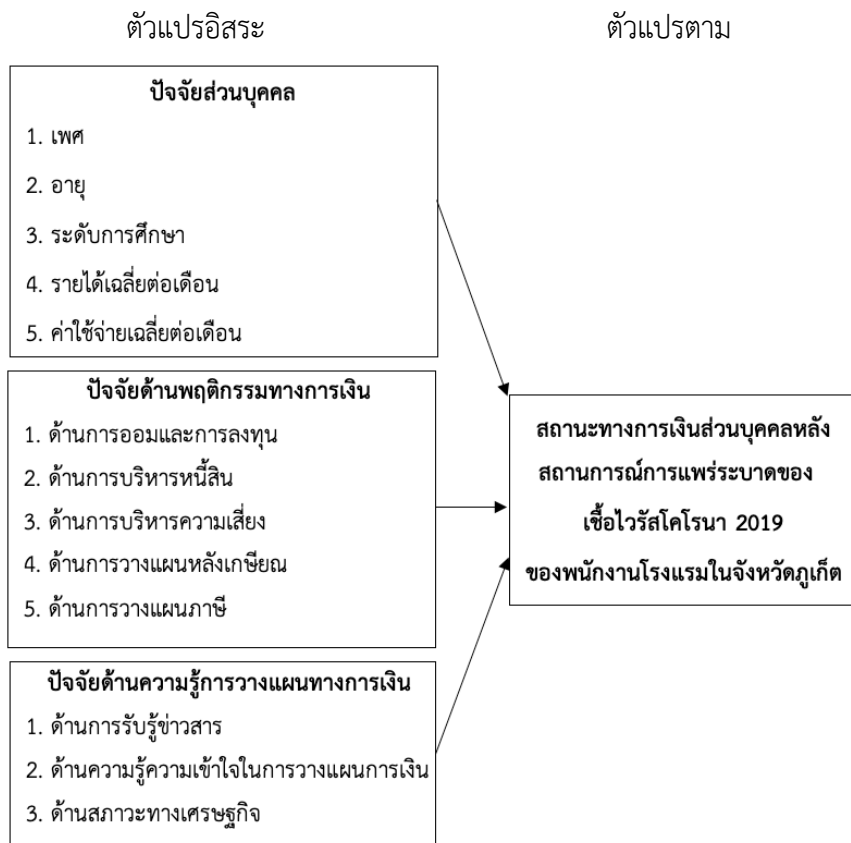 ตัวแปรอิสระ
ตัวแปรตาม
ปัจจัยส่วนบุคคล
1. เพศ
2. อายุ
3. ระดับการศึกษา
4. รายได้เฉลี่ยต่อเดือน
5. ค่าใช้จ่ายเฉลี่ยต่อเดือน
ปัจจัยด้านพฤติกรรมทางการเงิน
1. ด้านการออมและการลงทุน
2. ด้านการบริหารหนี้สิน
3. ด้านการบริหารความเสี่ยง
4. ด้านการวางแผนหลังเกษียณ
5. ด้านการวางแผนภาษี
ปัจจัยด้านความรู้การวางแผนทางการเงิน
1. ด้านการรับรู้ข่าวสาร
2. ด้านความรู้ความเข้าใจในการวางแผนการเงิน
3. ด้านสภาวะทางเศรษฐกิจ
สถานะทางการเงินส่วนบุคคลหลัง
สถานการณ์การแพร่ระบาดของ
เชื้อไวรัสโคโรนา 2019
ของพนักงานโรงแรมในจังหวัดภูเก็ต